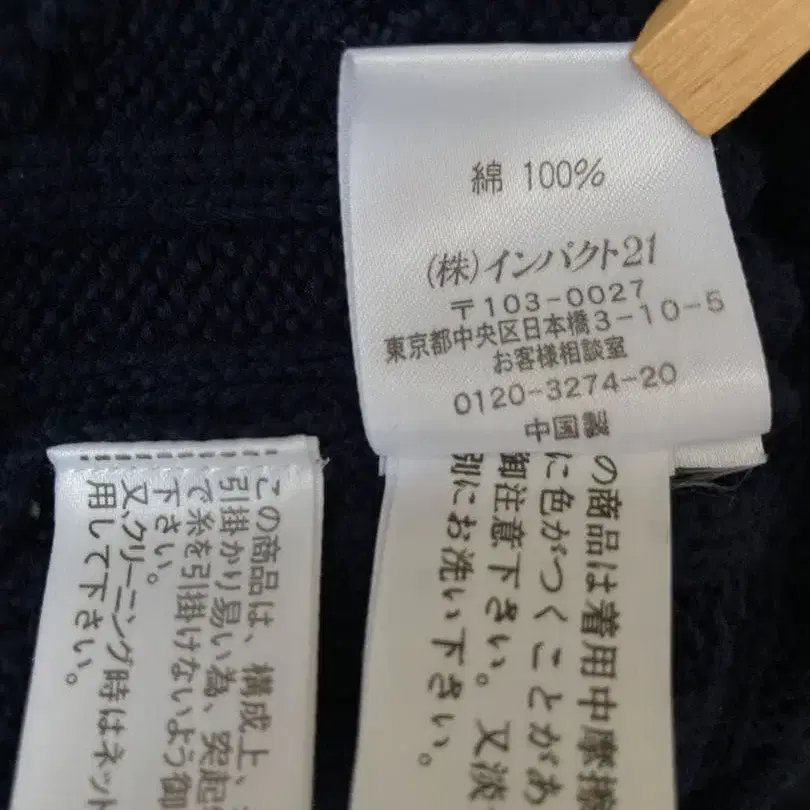 綿 100%
(株)インパクト21
〒103-0027
東京都中央区日本橋3-10-5
お客様相談室
0120-3274-20
中国製
の商品は着用中摩擦
に色がつくことがあ
御注意下さい。又淡
別にお洗い下さい。
この商品は、構成上、
引掛かり易い為、突起
で糸を引掛けないよう御
下さい。
又、クリーニング時はネット
用して下さい。